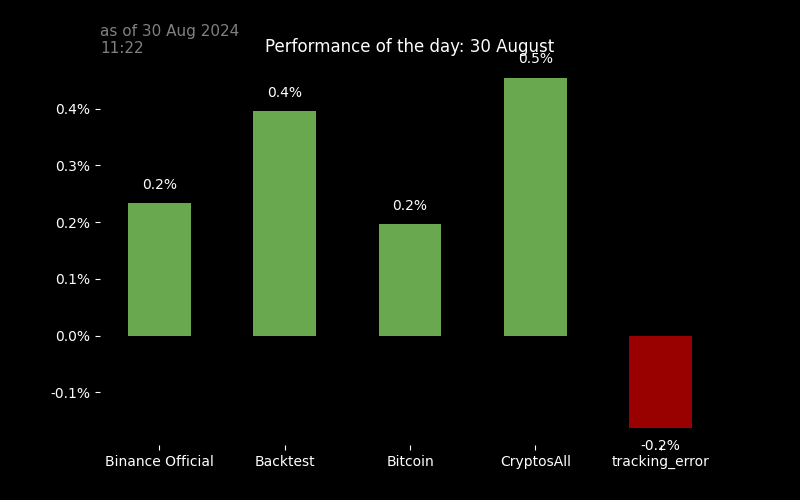 as of 30 Aug 2024
11:22
Performance of the day: 30 August
0.5%
0.4%
0.4%
0.3%
0.2%
0.2%
0.2%
0.1%
0.0%
-0.1%
-0.2%
Binance Official
Backtest
Bitcoin
CryptosAll
tracking_error